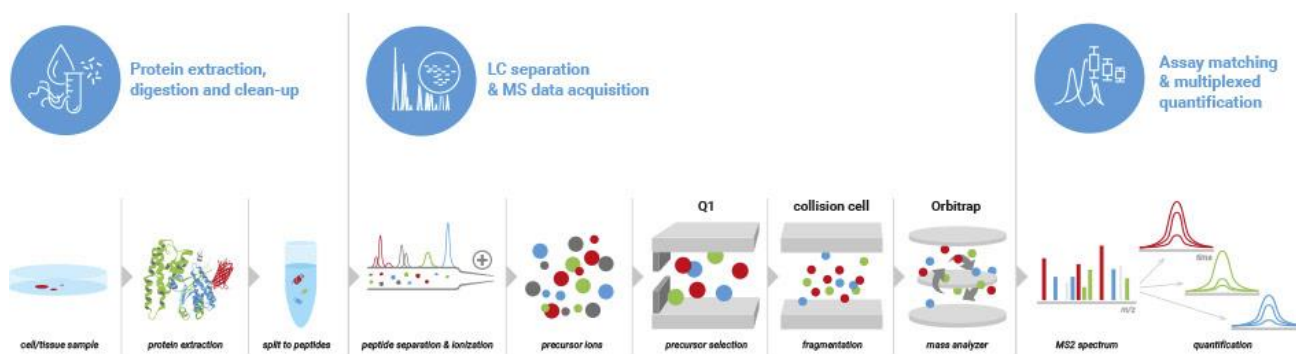 Protein extraction,
digestion and clean-up
LC separation
& MS data acquisition
Assay matching
& multiplexed
quantification
Q1
collision cell
Orbitrap
time
m/z
cell/tissue sample
protein extraction
split to peptides
peptide separation & ionization
precursor ions
precursor selection
fragmentation
mass analyzer
MS2 spectrum
quantification